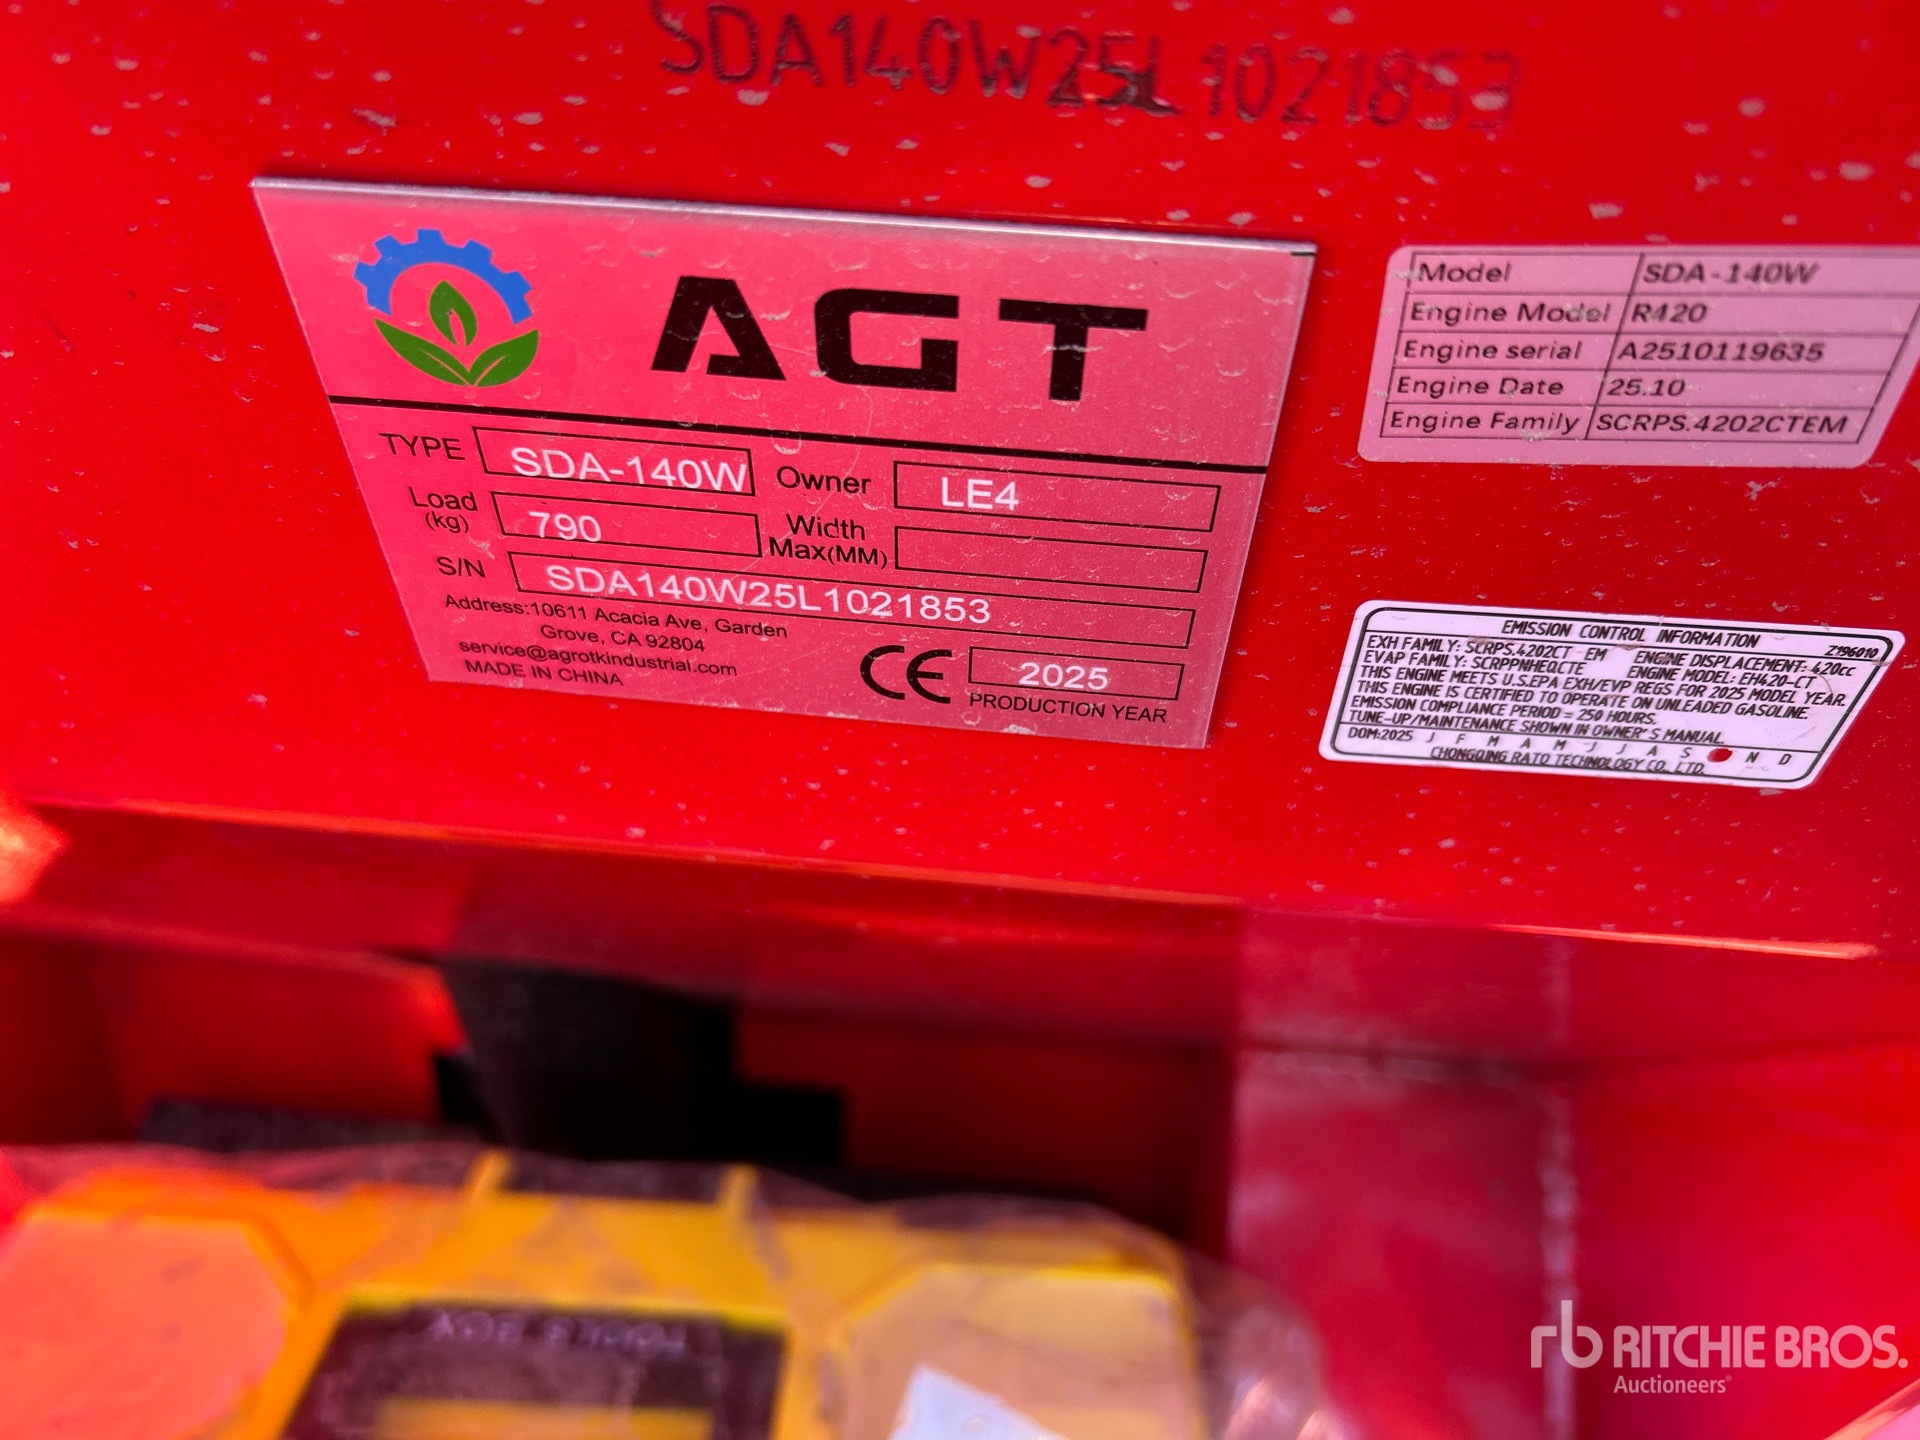 SDA140W25L1021853
AGT
TYPE SDA-140W Owner LE4
Load (kg) 790 Width Max(MM)
S/N SDA140W25L1021853
Address:10611 Acacia Ave, Garden
Grove, CA 92804
service@agrotkindustrial.com
MADE IN CHINA
CE 2025
PRODUCTION YEAR
Model SDA-140W
Engine Model R420
Engine serial A2510119635
Engine Date 25.10
Engine Family SCRPS.4202CTEM
EMISSION CONTROL INFORMATION Z196010
EXH FAMILY: SCRPS.4202CT EM ENGINE DISPLACEMENT: 420cc
EVAP FAMILY: SCRPPNHEQCTE ENGINE MODEL: EH420-CT
THIS ENGINE MEETS U.S.EPA EXH/EVP REGS FOR 2025 MODEL YEAR.
THIS ENGINE IS CERTIFIED TO OPERATE ON UNLEADED GASOLINE.
EMISSION COMPLIANCE PERIOD = 250 HOURS.
TUNE-UP/MAINTENANCE SHOWN IN OWNER'S MANUAL.
DOM:2025 J F M A M J J A S N D
CHONGQING RATO TECHNOLOGY CO., LTD.
TOOLS BOX
rb RITCHIE BROS.
Auctioneers